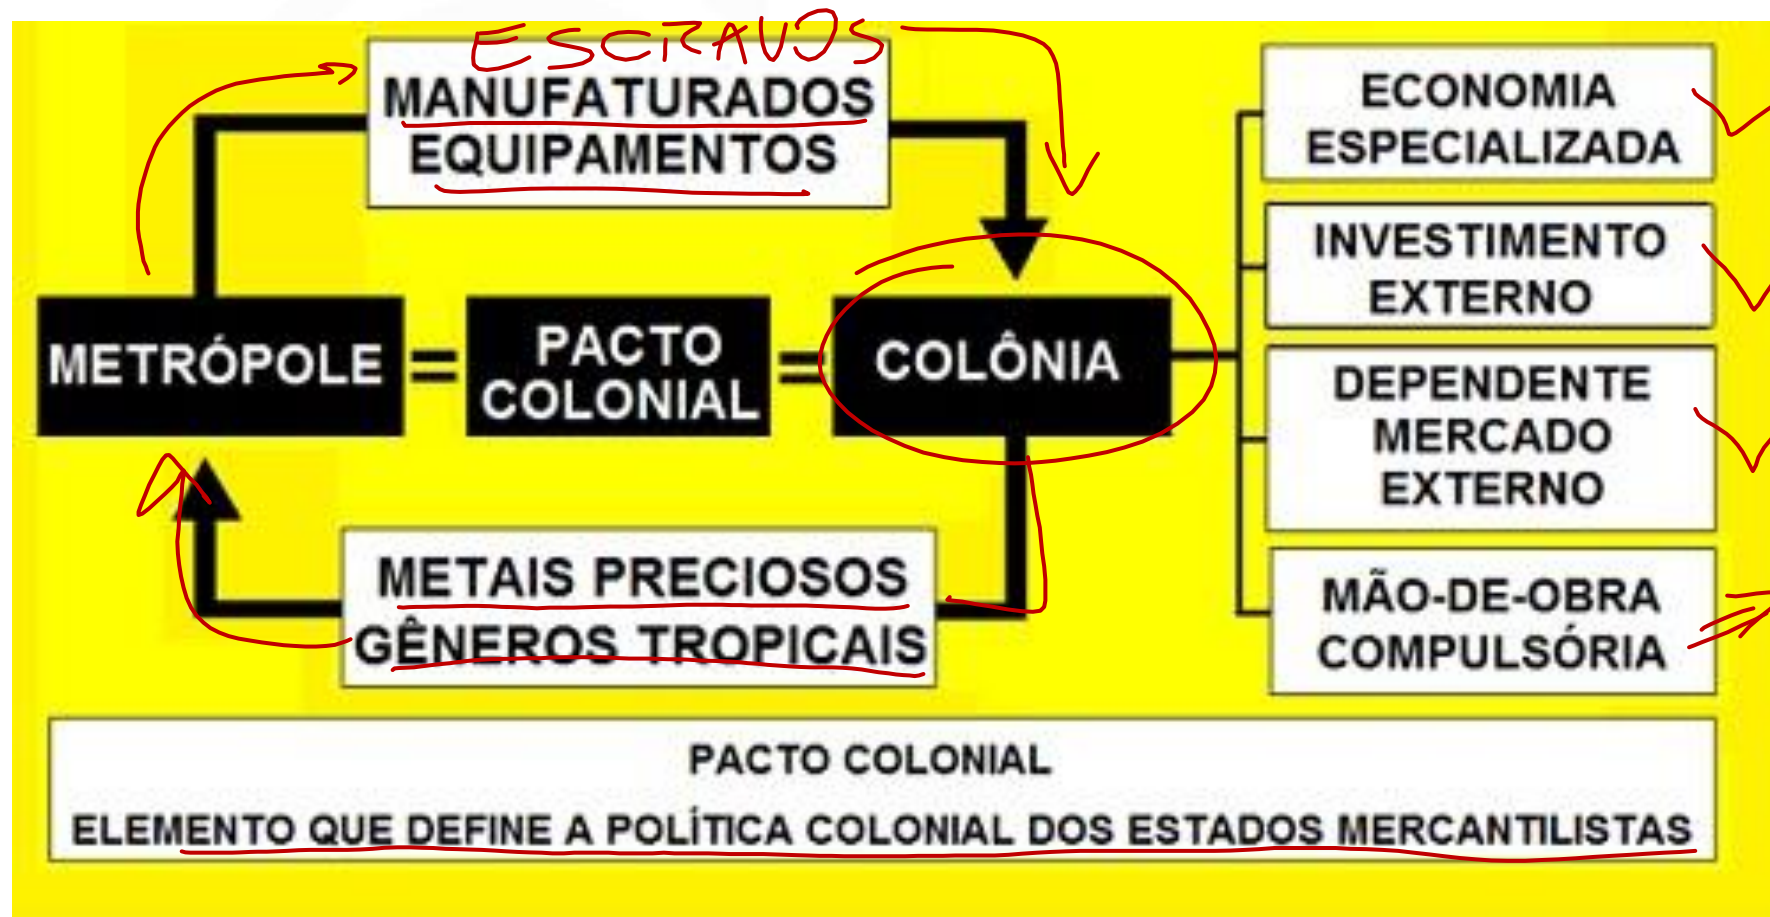 ESCRAVOS
MANUFATURADOS
EQUIPAMENTOS
METRÓPOLE
=
PACTO
COLONIAL
=
COLÔNIA
METAIS PRECIOSOS
GÊNEROS TROPICAIS
ECONOMIA
ESPECIALIZADA
INVESTIMENTO
EXTERNO
DEPENDENTE
MERCADO
EXTERNO
MÃO-DE-OBRA
COMPULSÓRIA
PACTO COLONIAL
ELEMENTO QUE DEFINE A POLÍTICA COLONIAL DOS ESTADOS MERCANTILISTAS